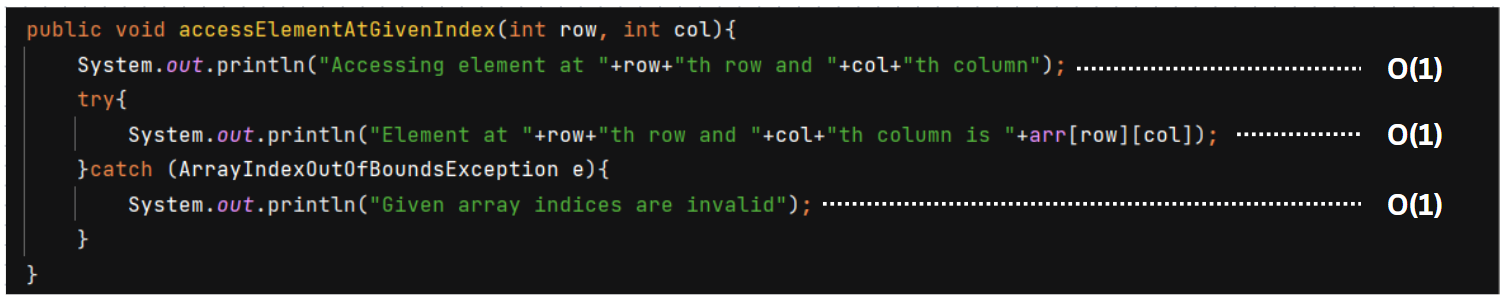 public void accessElementAtGivenIndex(int row, int col){
System.out.println("Accessing element at "+row+"th row and "+col+"th column"); O(1)
try{
System.out.println("Element at "+row+"th row and "+col+"th column is "+arr[row][col]); O(1)
}catch (ArrayIndexOutOfBoundsException e){
System.out.println("Given array indices are invalid"); O(1)
}
}